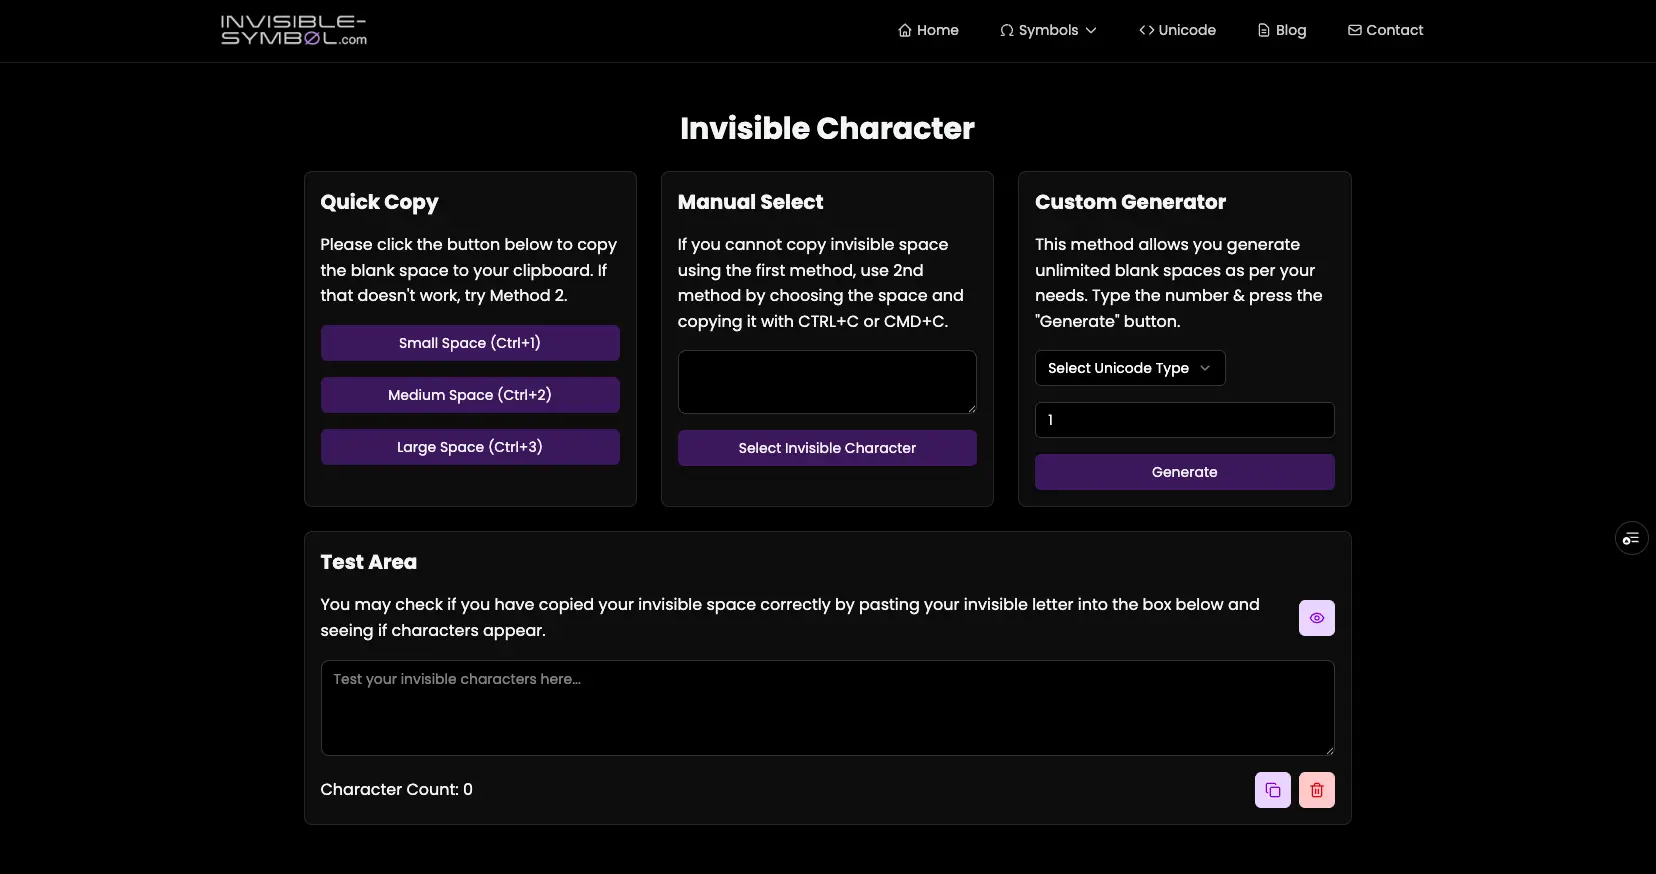 INVISIBLE-
SYMBØL.com
Home
Symbols
Unicode
Blog
Contact
Invisible Character
Quick Copy
Please click the button below to copy
the blank space to your clipboard. If
that doesn't work, try Method 2.
Small Space (Ctrl+1)
Medium Space (Ctrl+2)
Large Space (Ctrl+3)
Manual Select
If you cannot copy invisible space
using the first method, use 2nd
method by choosing the space and
copying it with CTRL+C or CMD+C.
Select Invisible Character
Custom Generator
This method allows you generate
unlimited blank spaces as per your
needs. Type the number & press the
"Generate" button.
Select Unicode Type
1
Generate
Test Area
You may check if you have copied your invisible space correctly by pasting your invisible letter into the box below and
seeing if characters appear.
Test your invisible characters here...
Character Count: 0